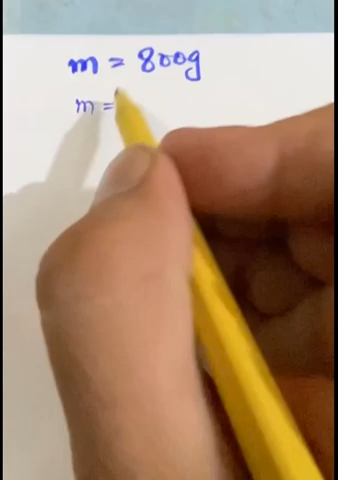 m = 800g
m =